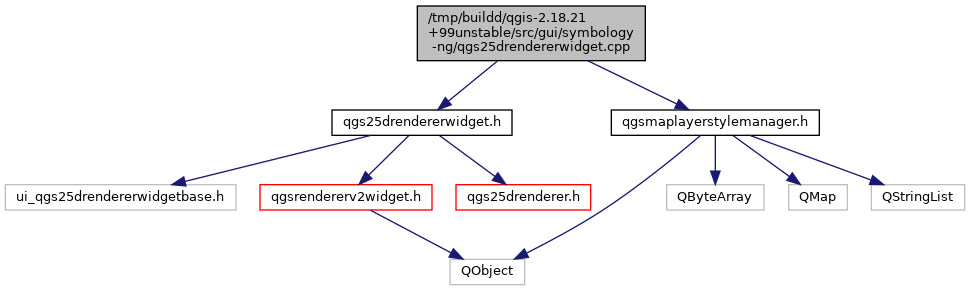 /tmp/buildd/qgis-2.18.21
+99unstable/src/gui/symbology
-ng/qgs25drendererwidget.cpp
qgs25drendererwidget.h
qgsmaplayerstylemanager.h
ui_qgs25drendererwidgetbase.h
qgsrendererv2widget.h
qgs25drenderer.h
QByteArray
QMap
QStringList
QObject